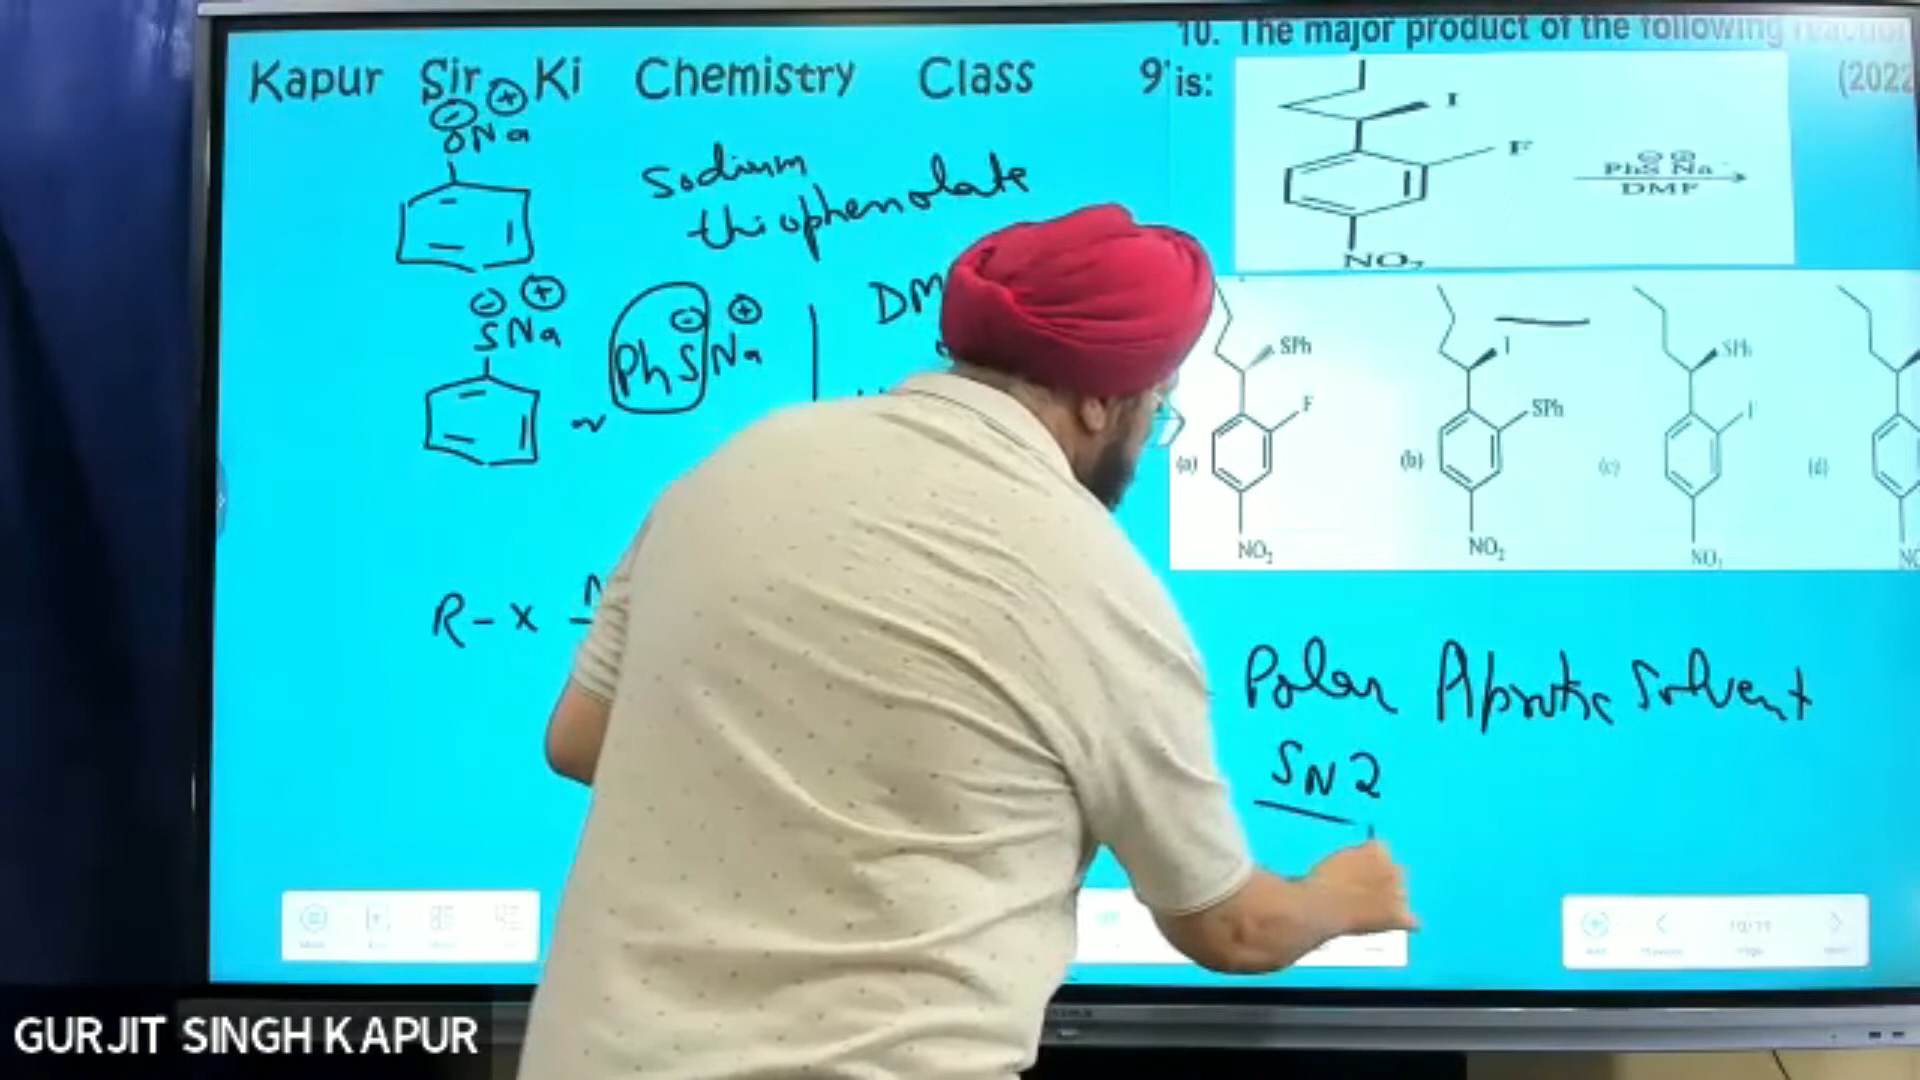 Kapur Sir Ki Chemistry Class 9
⊖ ⊕
ONa
Sodium
thiophenolate
⊖ ⊕
SNa
or
⊖ ⊕
PhSNa
DM
R-X
10. The major product of the following reaction
is:
(2022
I
F
NO₂
⊖ ⊕
PhS Na
DMF
(a)
SPh
F
NO₂
(b)
I
SPh
NO₂
(c)
SPh
I
NO₂
(d)
Polar Aprotic Solvent
SN2
GURJIT SINGH KAPUR